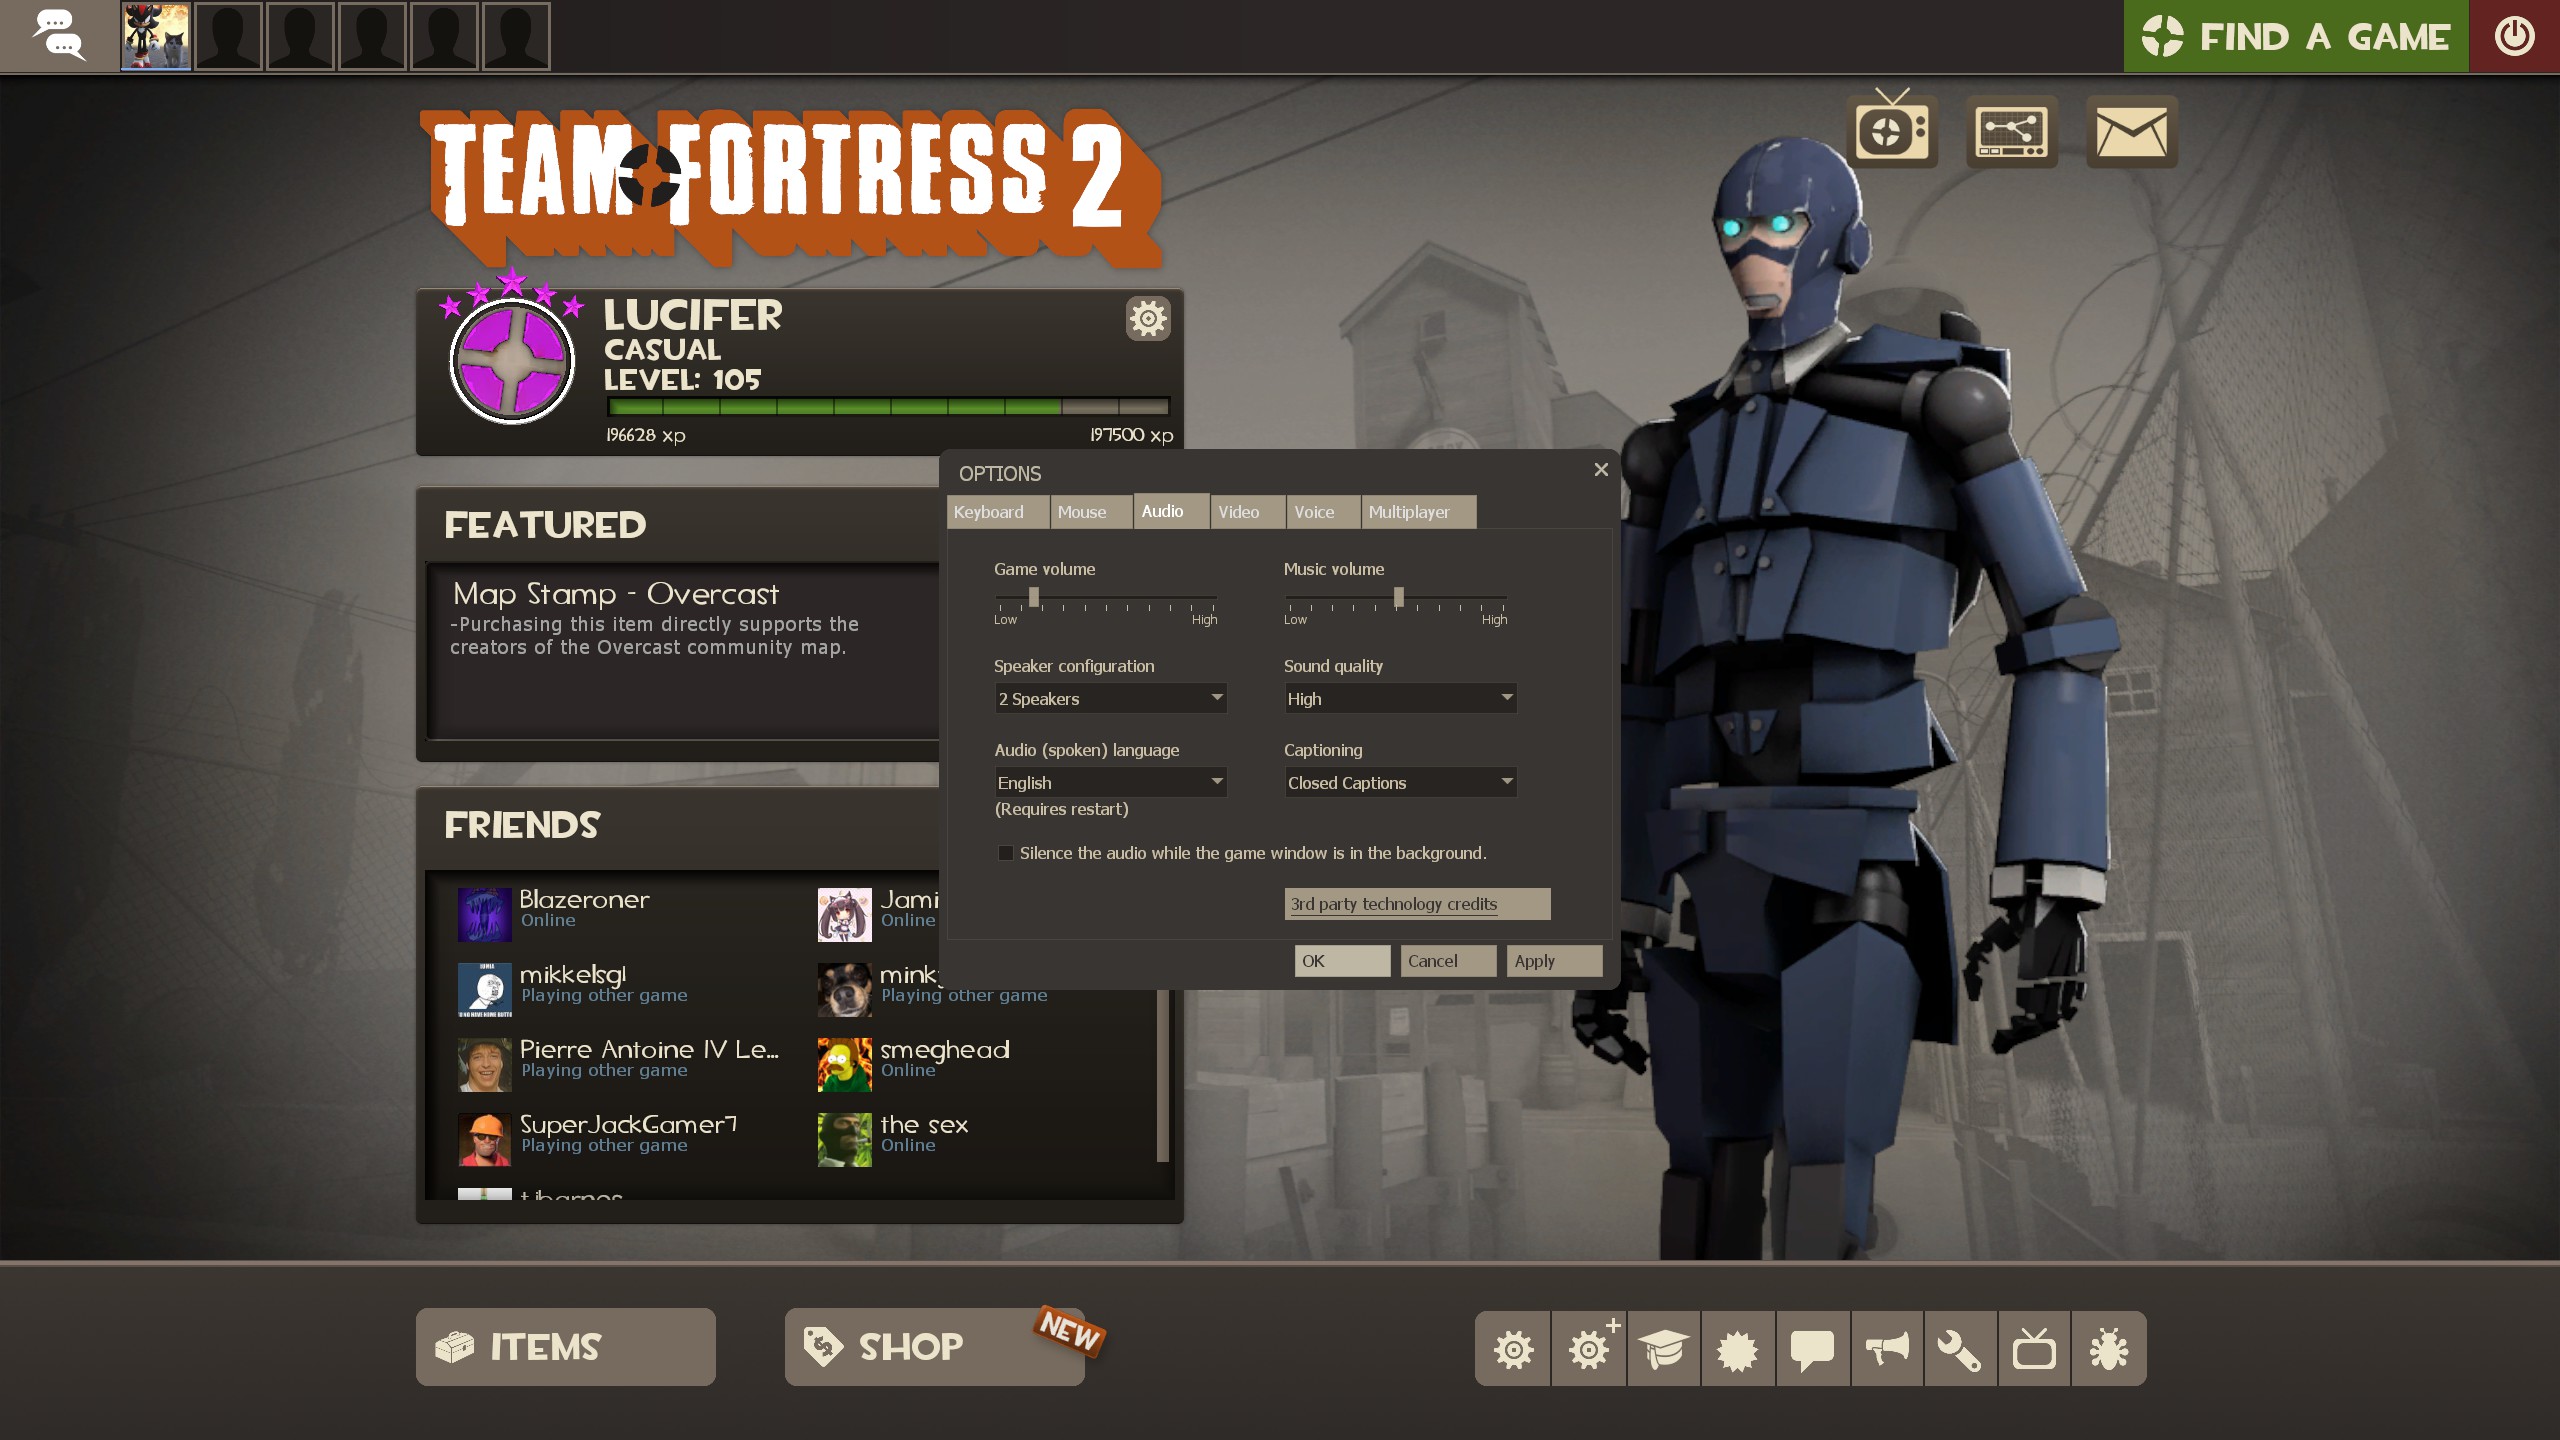 FIND A GAME
TEAM FORTRESS 2
LUCIFER
CASUAL
LEVEL: 105
196628 xp
197500 xp
FEATURED
Map Stamp - Overcast
-Purchasing this item directly supports the
creators of the Overcast community map.
FRIENDS
Blazeroner
Online
Jami
Online
mikkelsgl
Playing other game
mink
Playing other game
Pierre Antoine IV Le...
Playing other game
smeghead
Online
SuperJackGamer7
Playing other game
the sex
Online
OPTIONS
Keyboard
Mouse
Audio
Video
Voice
Multiplayer
Game volume
Low
High
Music volume
Low
High
Speaker configuration
2 Speakers
Sound quality
High
Audio (spoken) language
English
(Requires restart)
Captioning
Closed Captions
Silence the audio while the game window is in the background.
3rd party technology credits
OK
Cancel
Apply
ITEMS
SHOP
NEW